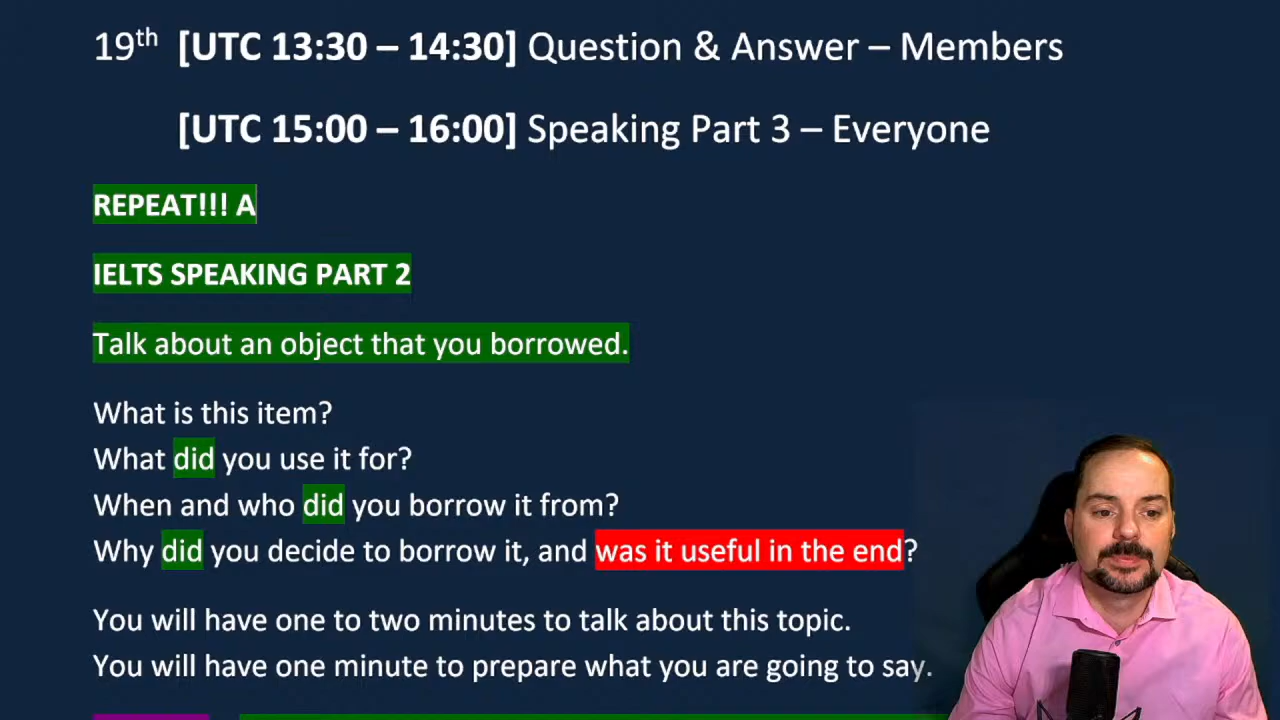 19th [UTC 13:30 – 14:30] Question & Answer – Members
[UTC 15:00 – 16:00] Speaking Part 3 – Everyone
REPEAT!!! A
IELTS SPEAKING PART 2
Talk about an object that you borrowed.
What is this item?
What did you use it for?
When and who did you borrow it from?
Why did you decide to borrow it, and was it useful in the end?
You will have one to two minutes to talk about this topic.
You will have one minute to prepare what you are going to say.